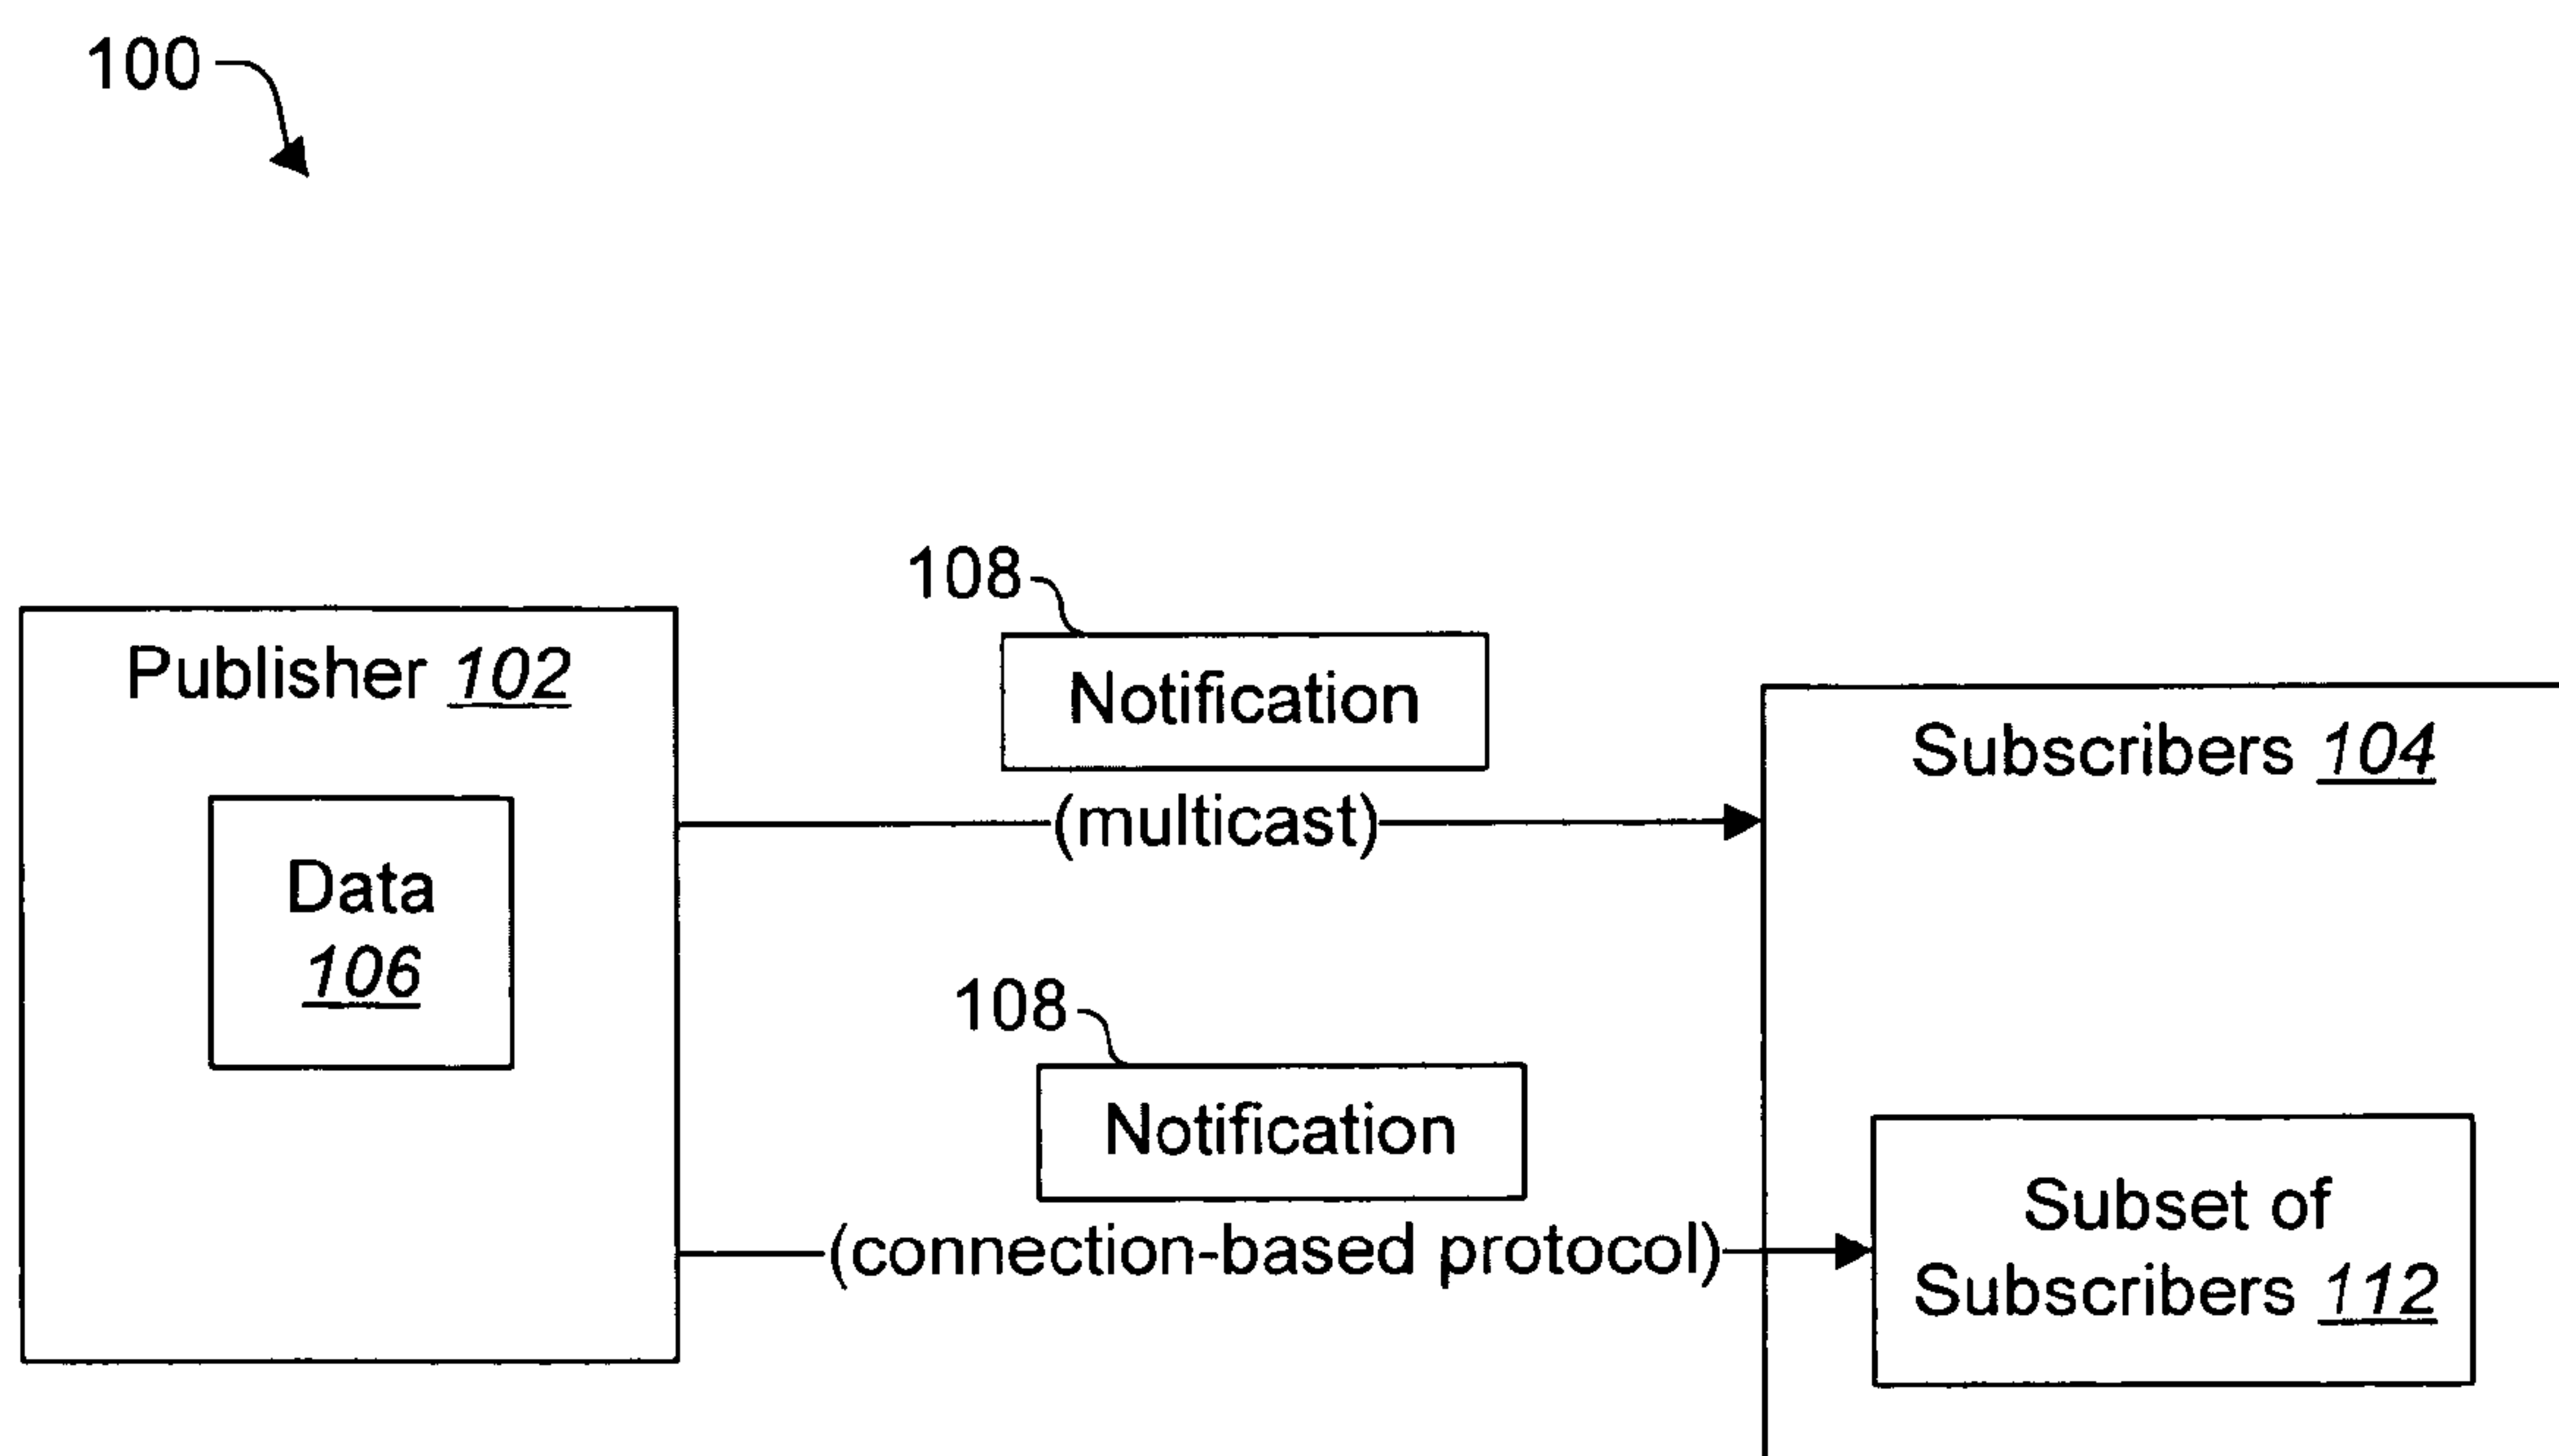 100
108
Publisher 102
Notification
Subscribers 104
(multicast)
Data
106
108
Notification
Subset of
Subscribers 112
(connection-based protocol)